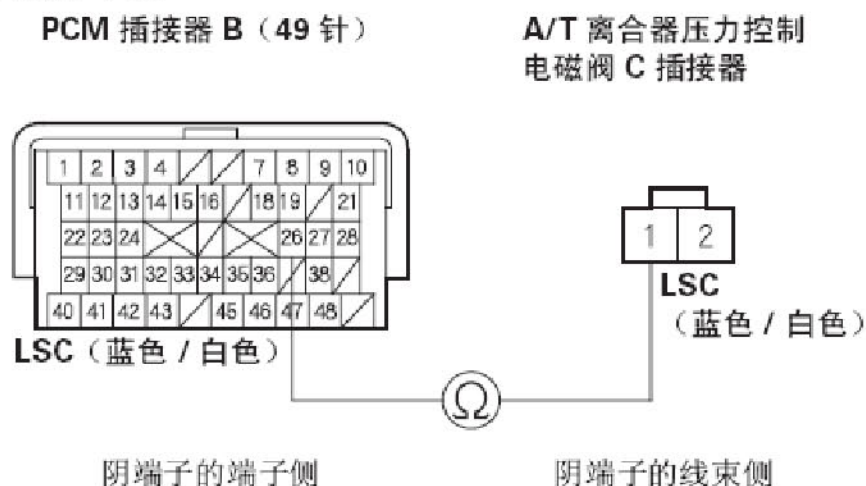 PCM 插接器 B（49 针）
A/T 离合器压力控制
电磁阀 C 插接器
1 2 3 4 7 8 9 10
11 12 13 14 15 16 18 19 21
22 23 24 26 27 28
29 30 31 32 33 34 35 36 38
40 41 42 43 45 46 47 48
LSC（蓝色 / 白色）
1 2
LSC
（蓝色 / 白色）
Ω
阴端子的端子侧
阴端子的线束侧